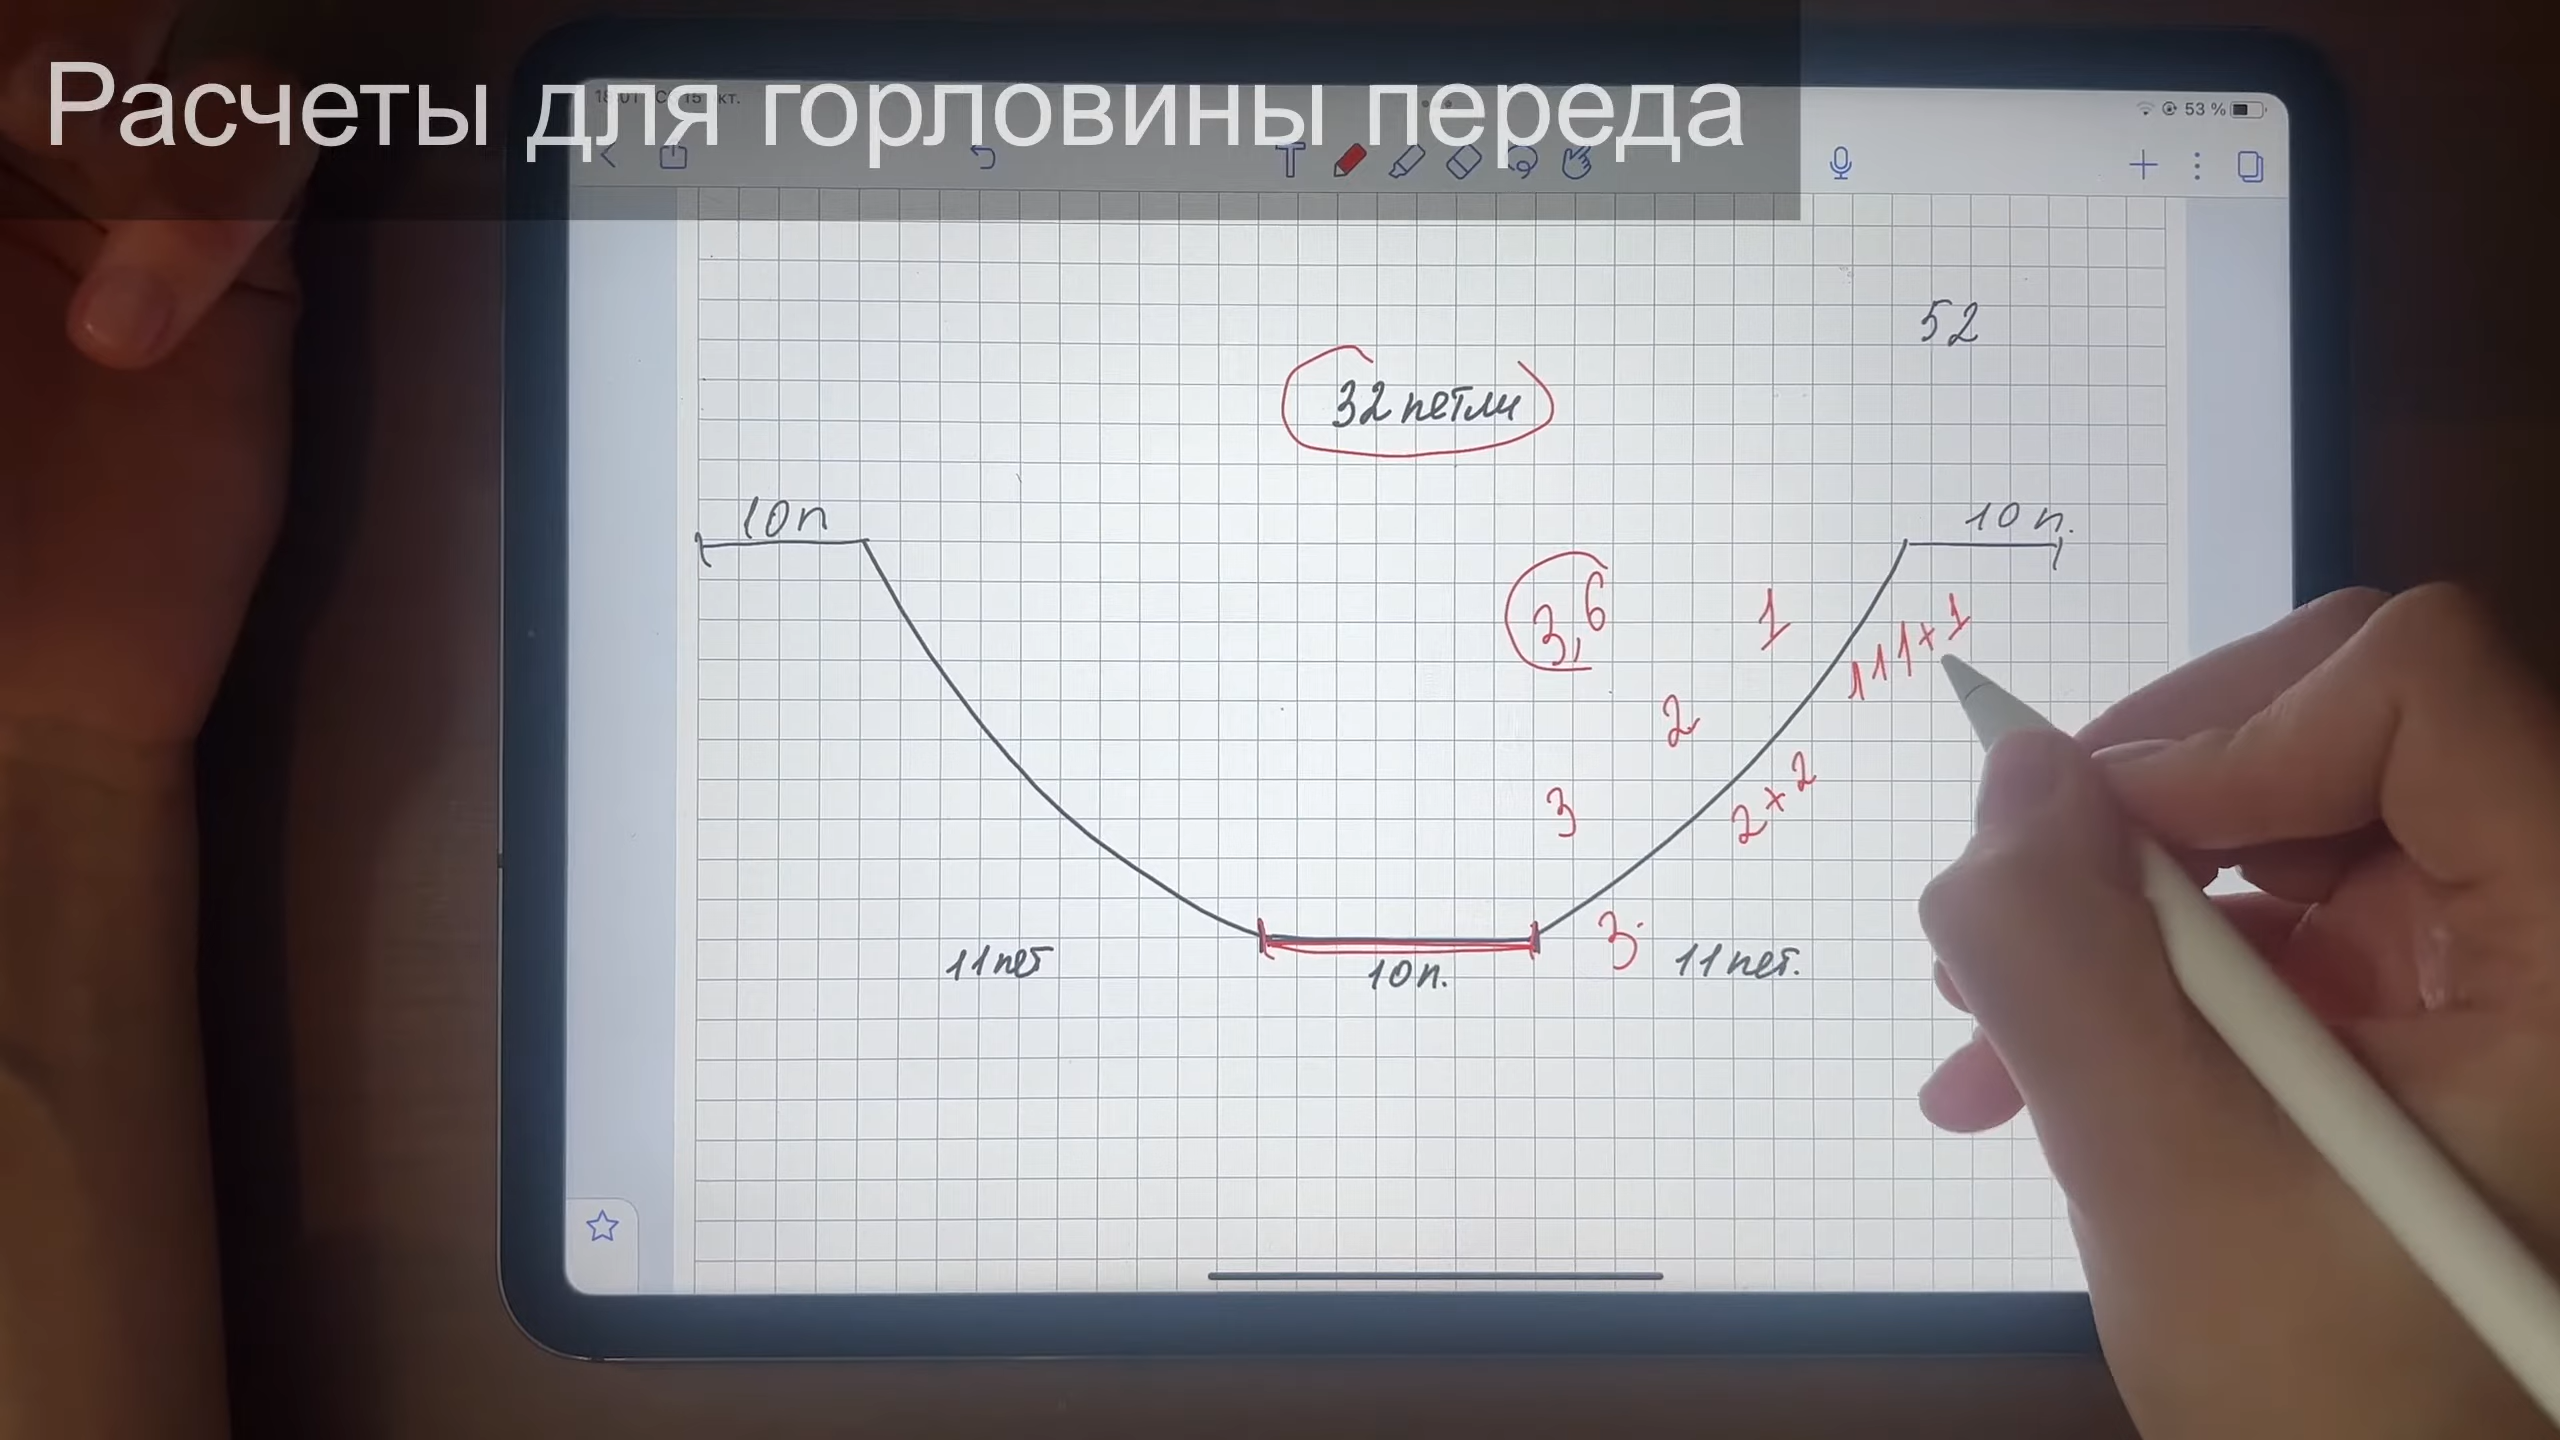 Расчеты для горловины переда
53 %
52
32 петли
10п
10 п.
3,6
1
1 1 1 × 1
2
2 × 2
3
3.
11 пет
10п.
11 пет.